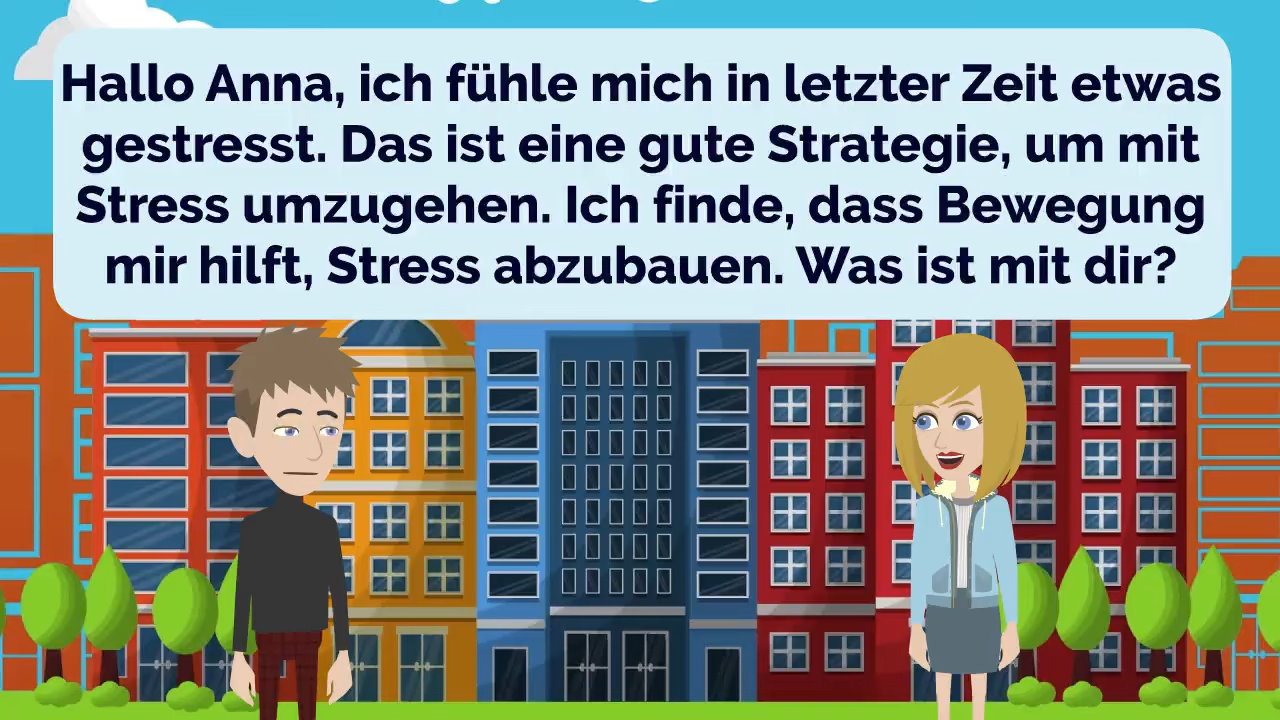 Hallo Anna, ich fühle mich in letzter Zeit etwas
gestresst. Das ist eine gute Strategie, um mit
Stress umzugehen. Ich finde, dass Bewegung
mir hilft, Stress abzubauen. Was ist mit dir?